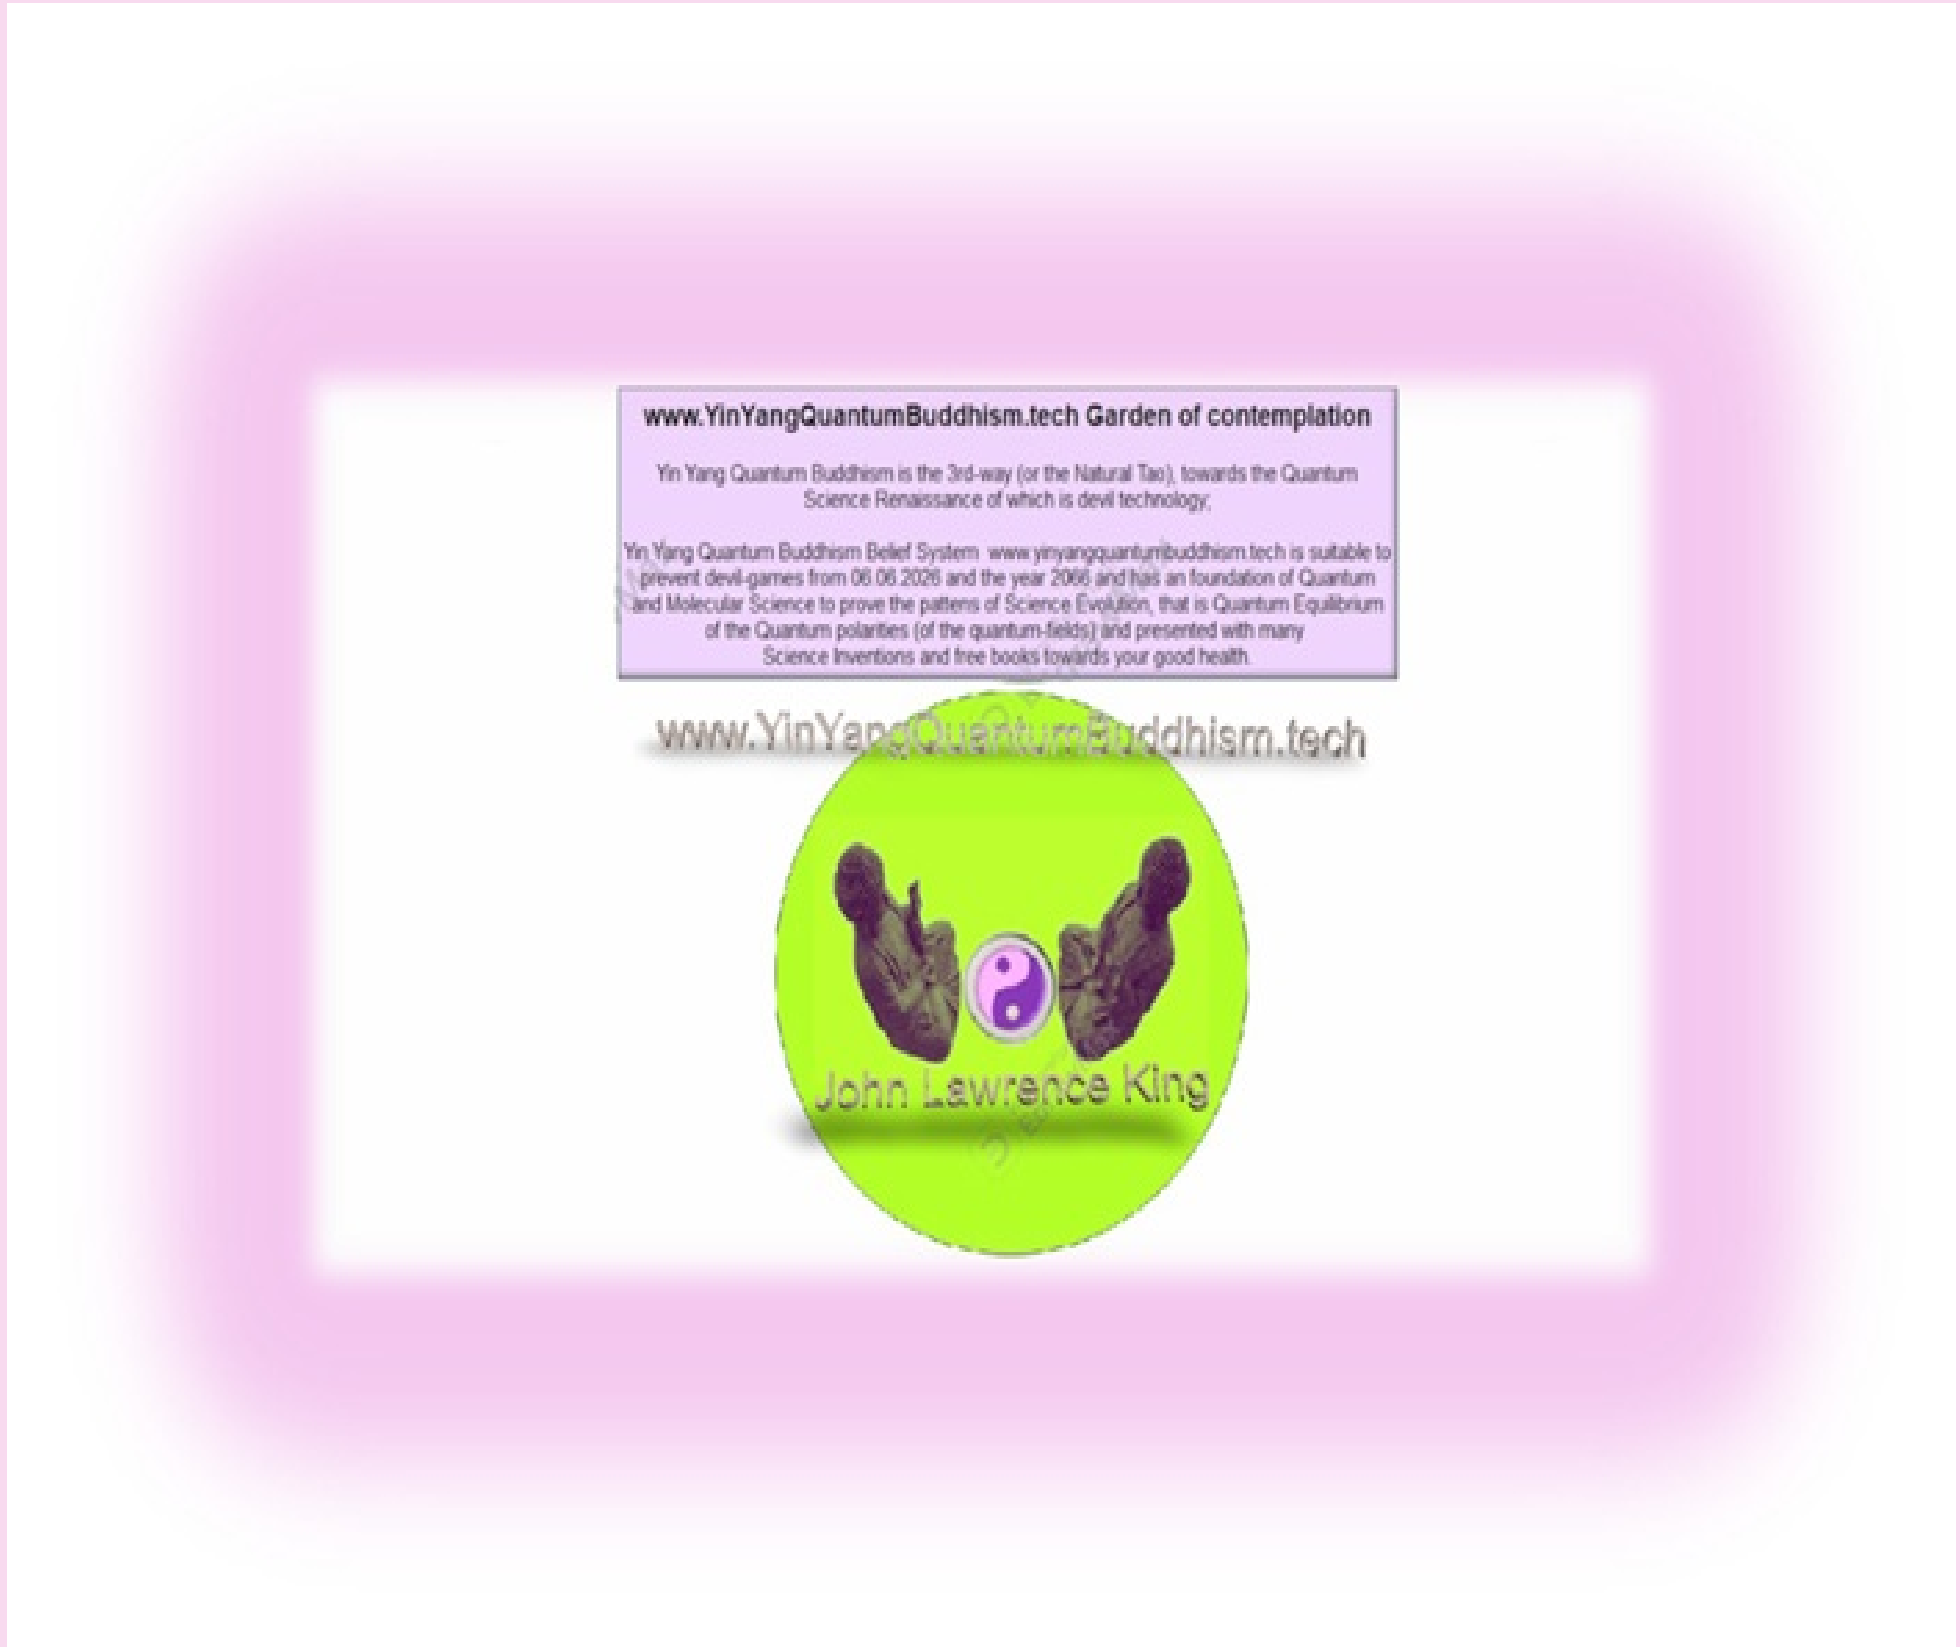 www.YinYangQuantumBuddhism.tech Garden of contemplation
Yin Yang Quantum Buddhism is the 3rd-way (or the Natural Tao), towards the Quantum
Science Renaissance of which is devil technology;
Yin Yang Quantum Buddhism Belief System www.yinyangquantumbuddhism.tech is suitable to
prevent devil-games from 06.06.2026 and the year 2066 and has an foundation of Quantum
and Molecular Science to prove the pattens of Science Evolution, that is Quantum Equilibrium
of the Quantum polarities (of the quantum-fields) and presented with many
Science Inventions and free books towards your good health.
www.YinYangQuantumBuddhism.tech
John Lawrence King